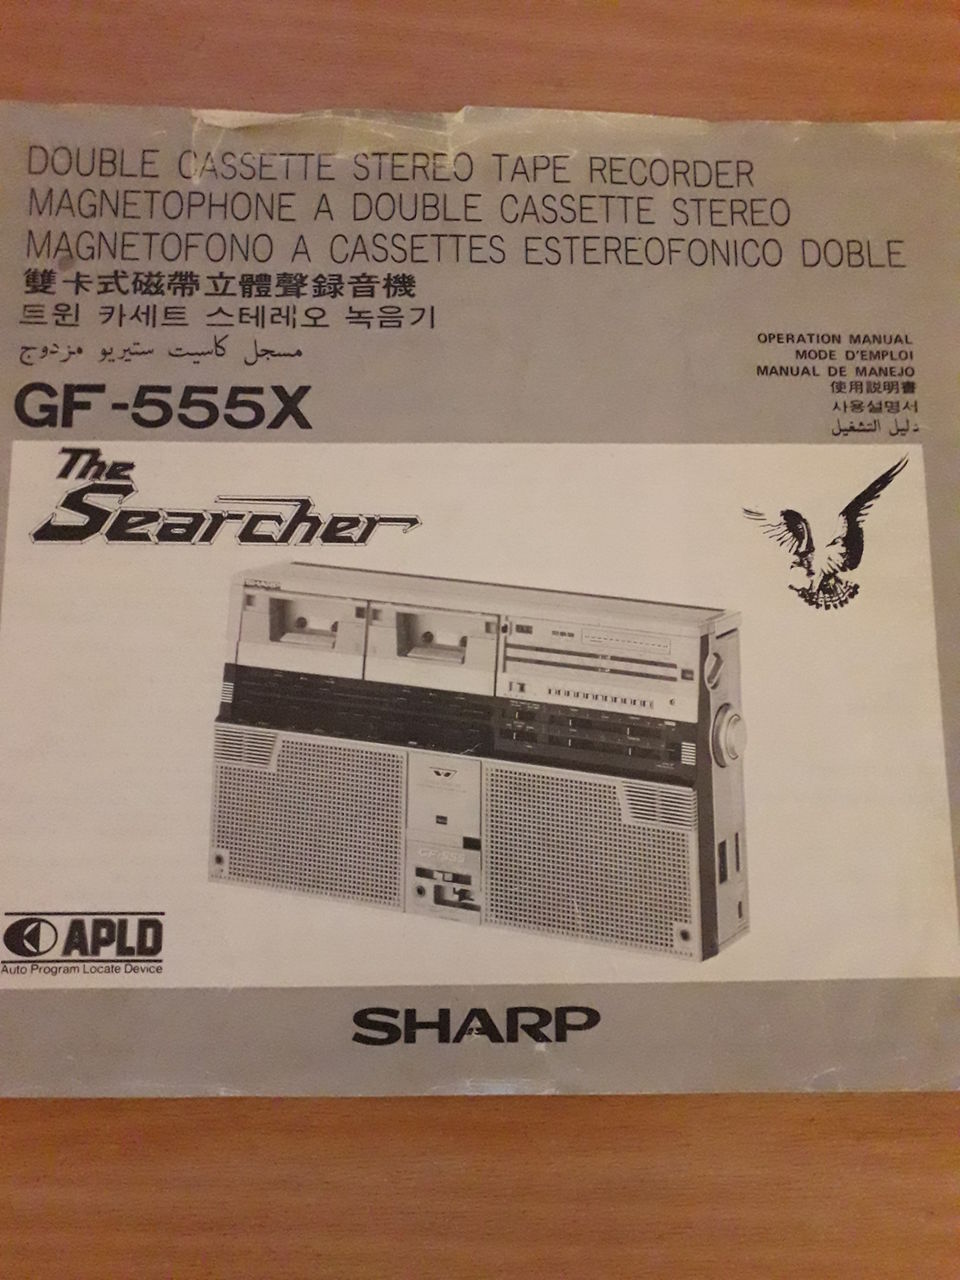 DOUBLE CASSETTE STEREO TAPE RECORDER
MAGNETOPHONE A DOUBLE CASSETTE STEREO
MAGNETOFONO A CASSETTES ESTEREOFONICO DOBLE
雙卡式磁帶立體聲録音機
트윈 카세트 스테레오 녹음기
مسجل كاسيت ستيريو مزدوج
GF-555X
OPERATION MANUAL
MODE D'EMPLOI
MANUAL DE MANEJO
使用説明書
사용설명서
دليل التشغيل
The
Searcher
SHARP
GF-555
APLD
Auto Program Locate Device
SHARP